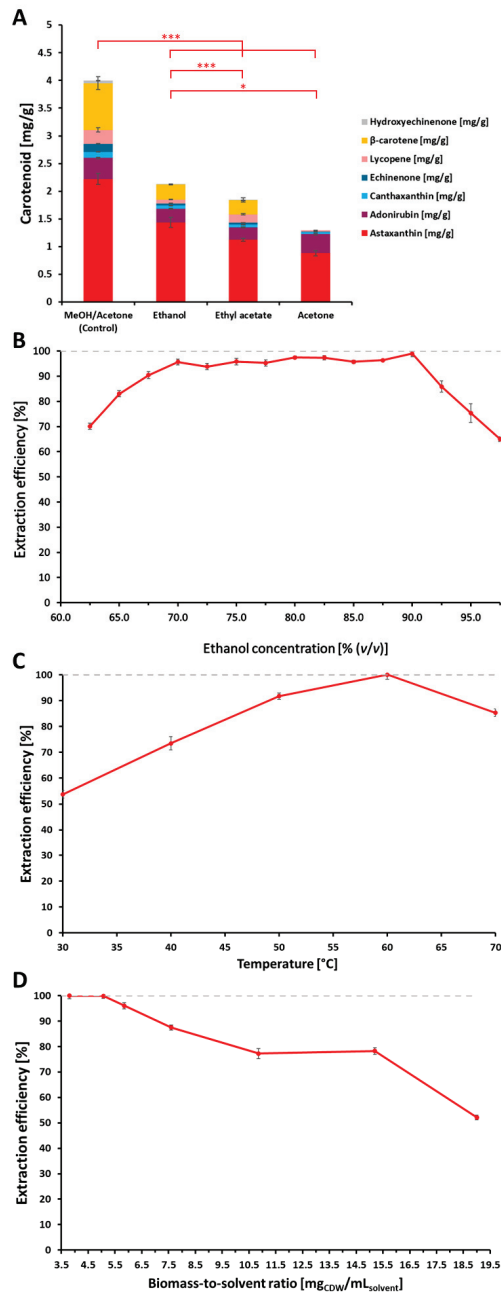 A
Carotenoid [mg/g]
5
4.5
4
3.5
3
2.5
2
1.5
1
0.5
0
***
***
*
Hydroxyechinenone [mg/g]
β-carotene [mg/g]
Lycopene [mg/g]
Echinenone [mg/g]
Canthaxanthin [mg/g]
Adonirubin [mg/g]
Astaxanthin [mg/g]
MeOH/Acetone Ethanol Ethyl acetate Acetone
(Control)
B
Extraction efficiency [%]
100
90
80
70
60
50
40
30
20
10
0
60.0 65.0 70.0 75.0 80.0 85.0 90.0 95.0
Ethanol concentration [% (v/v)]
C
Extraction efficiency [%]
100
90
80
70
60
50
40
30
20
10
0
30 35 40 45 50 55 60 65 70
Temperature [°C]
D
Extraction efficiency [%]
100
90
80
70
60
50
40
30
20
10
0
3.5 4.5 5.5 6.5 7.5 8.5 9.5 10.5 11.5 12.5 13.5 14.5 15.5 16.5 17.5 18.5 19.5
Biomass-to-solvent ratio [mgCDW/mLsolvent]